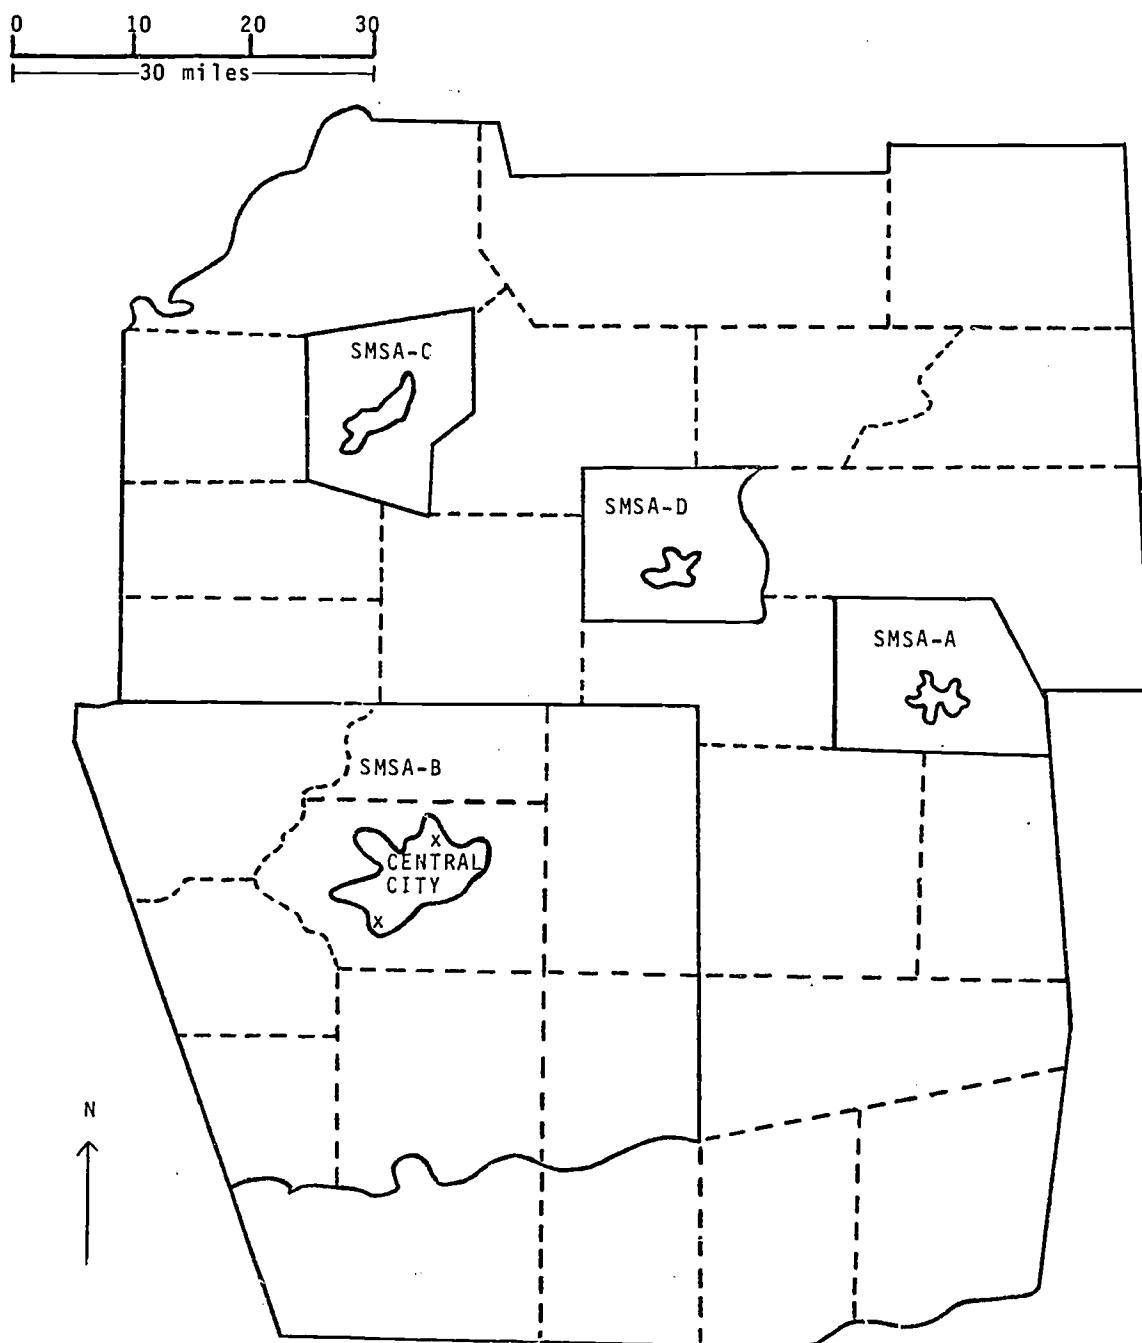 0 10 20 30
30 miles
SMSA-C
SMSA-D
SMSA-A
SMSA-B
x
CENTRAL
CITY
x
N